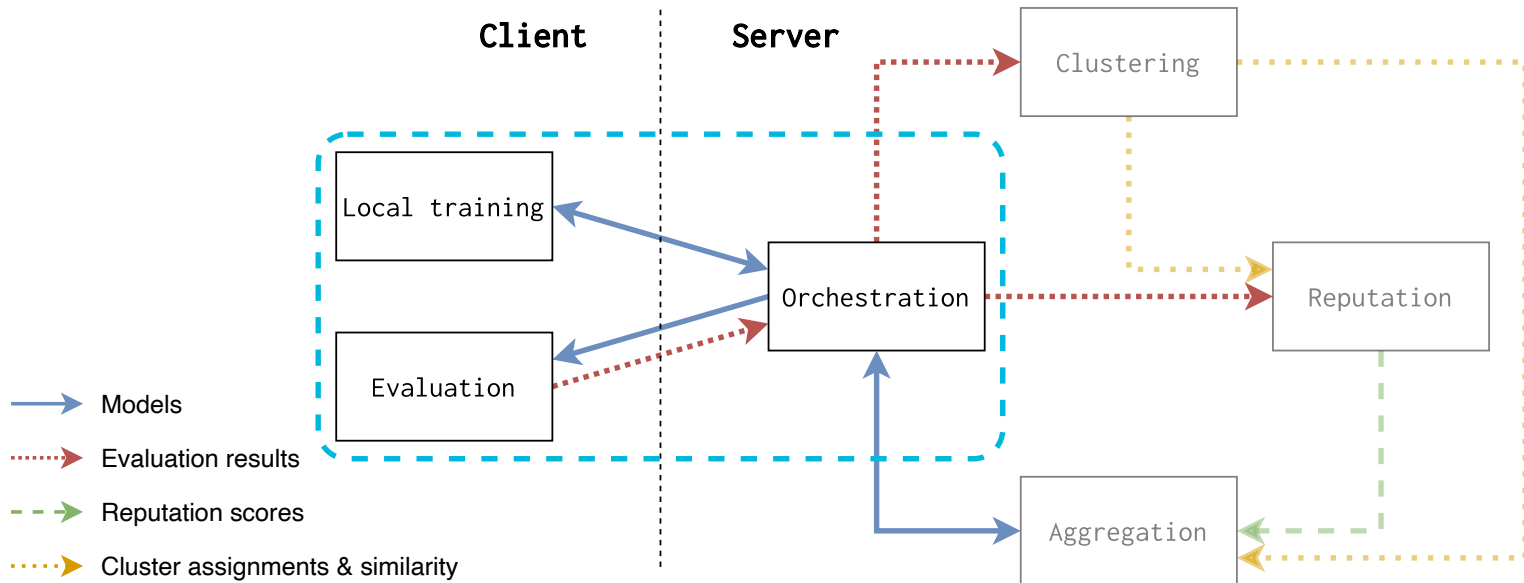 Client
Server
Clustering
Local training
Orchestration
Reputation
Evaluation
Aggregation
Models
Evaluation results
Reputation scores
Cluster assignments & similarity